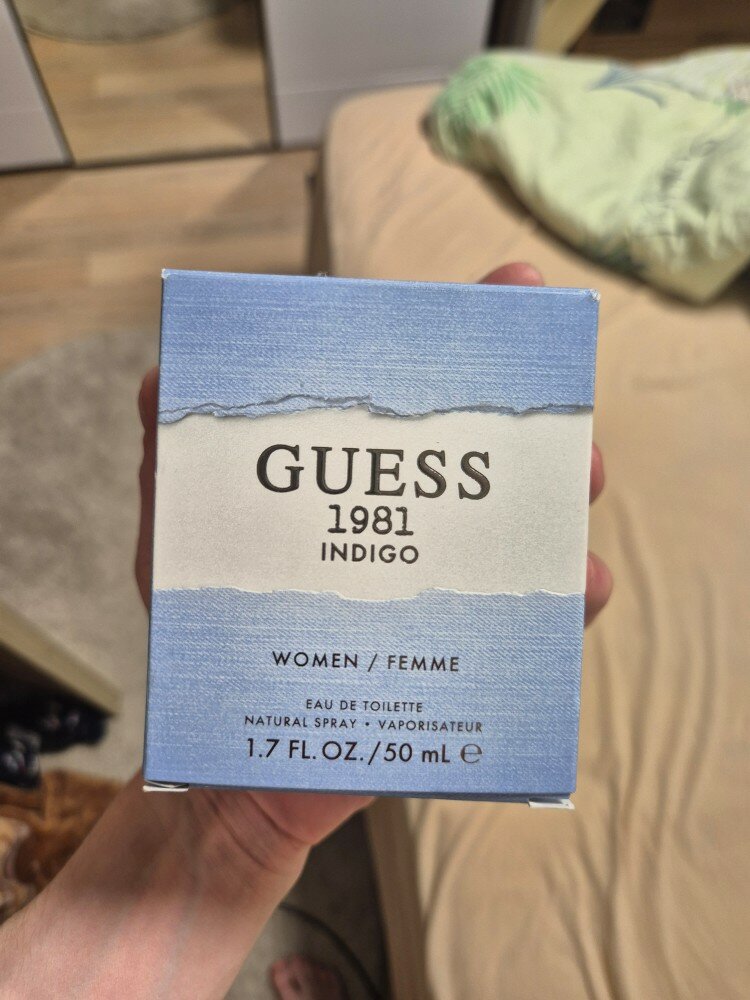 GUESS
1981
INDIGO
WOMEN / FEMME
EAU DE TOILETTE
NATURAL SPRAY • VAPORISATEUR
1.7 FL. OZ./50 mL ℮